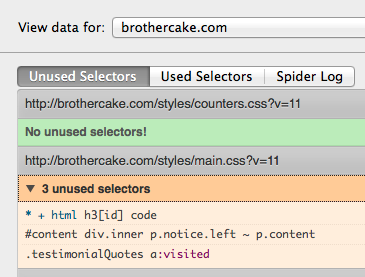 View data for: brothercake.com
Unused Selectors Used Selectors Spider Log
http://brothercake.com/styles/counters.css?v=11
No unused selectors!
http://brothercake.com/styles/main.css?v=11
▼ 3 unused selectors
* + html h3[id] code
#content div.inner p.notice.left ~ p.content
.testimonialQuotes a:visited